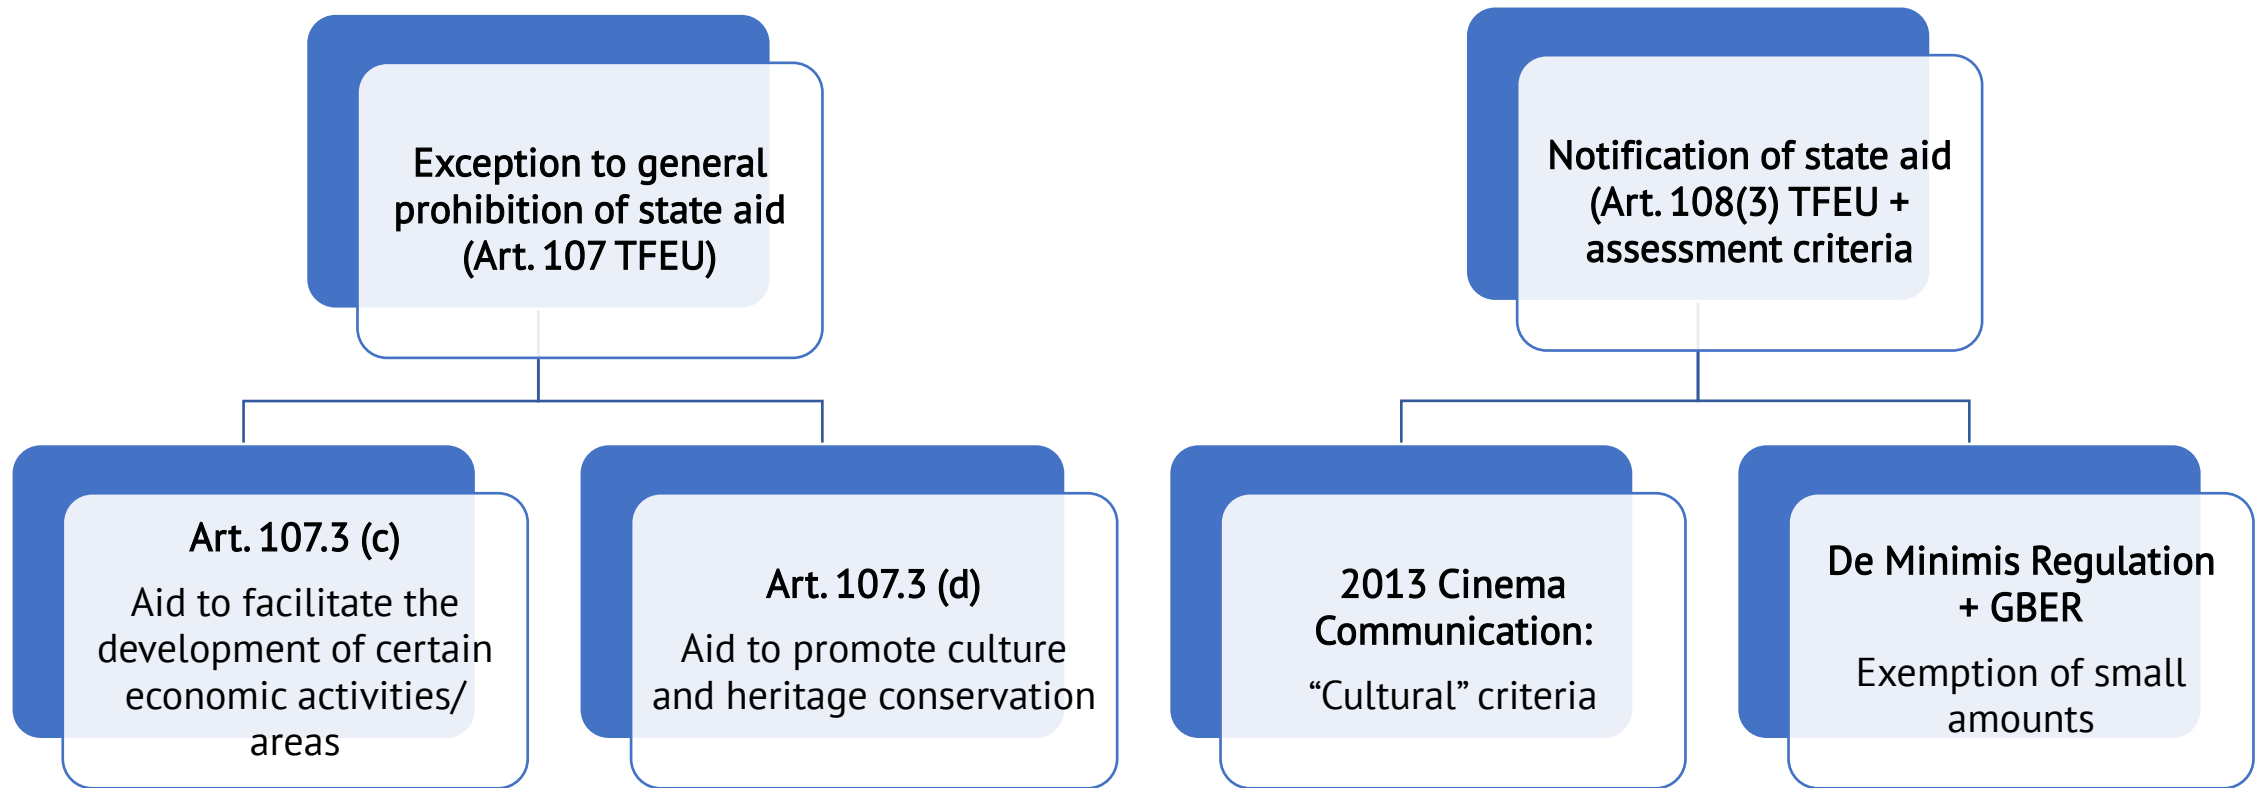 Exception to general
prohibition of state aid
(Art. 107 TFEU)
Notification of state aid
(Art. 108(3) TFEU +
assessment criteria
Art. 107.3 (c)
Aid to facilitate the
development of certain
economic activities/
areas
Art. 107.3 (d)
Aid to promote culture
and heritage conservation
2013 Cinema
Communication:
“Cultural” criteria
De Minimis Regulation
+ GBER
Exemption of small
amounts